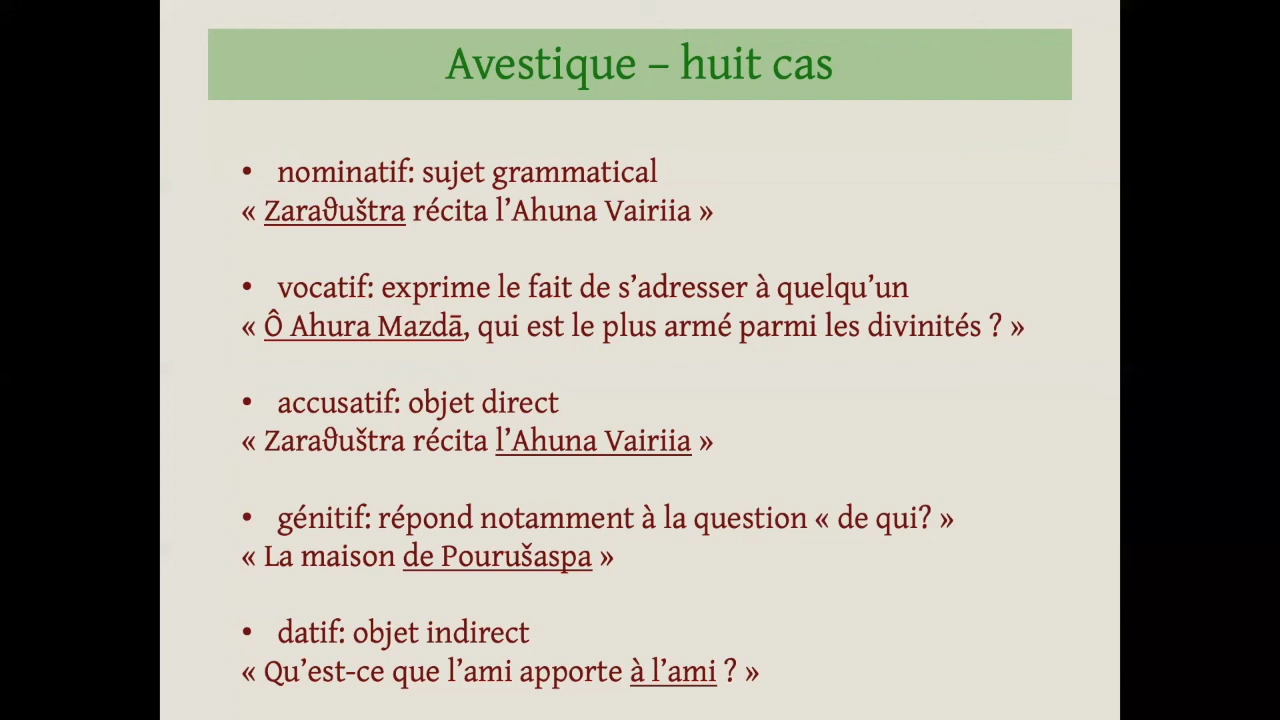 Avestique – huit cas
• nominatif: sujet grammatical
« Zaraϑuštra récita l’Ahuna Vairiia »
• vocatif: exprime le fait de s’adresser à quelqu’un
« Ô Ahura Mazdā, qui est le plus armé parmi les divinités ? »
• accusatif: objet direct
« Zaraϑuštra récita l’Ahuna Vairiia »
• génitif: répond notamment à la question « de qui? »
« La maison de Pourušaspa »
• datif: objet indirect
« Qu’est-ce que l’ami apporte à l’ami ? »